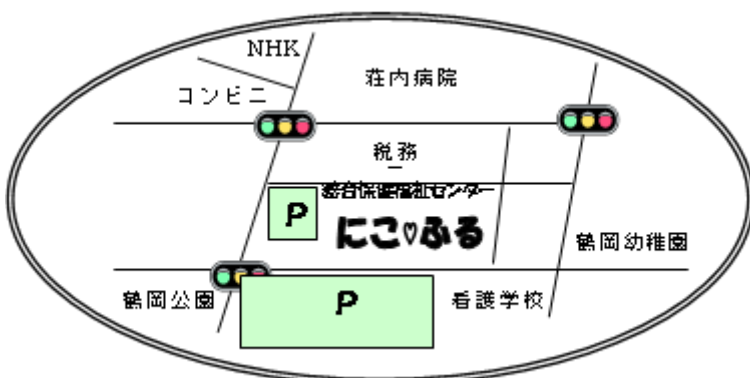 NHK
荘内病院
コンビニ
税務
総合保健福祉センター
P
にこ♡ふる
鶴岡幼稚園
鶴岡公園
P
看護学校